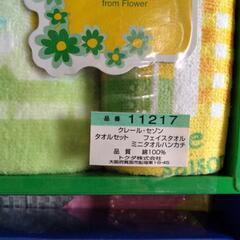 from Flower
品番 11217
クレール・セゾン
タオルセット フェイスタオル
ミニタオルハンカチ
品質 綿100%
トクダ株式会社